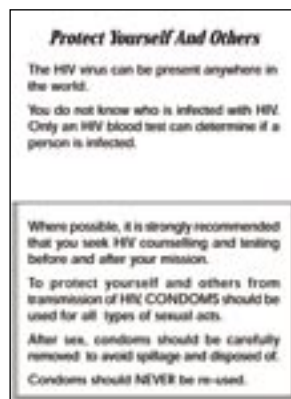 Protect Yourself And Others
The HIV virus can be present anywhere in
the world.
You do not know who is infected with HIV.
Only an HIV blood test can determine if a
person is infected.
Where possible, it is strongly recommended
that you seek HIV counselling and testing
before and after your mission.
To protect yourself and others from
transmission of HIV, CONDOMS should be
used for all types of sexual acts.
After sex, condoms should be carefully
removed to avoid spillage and disposed of.
Condoms should NEVER be re-used.